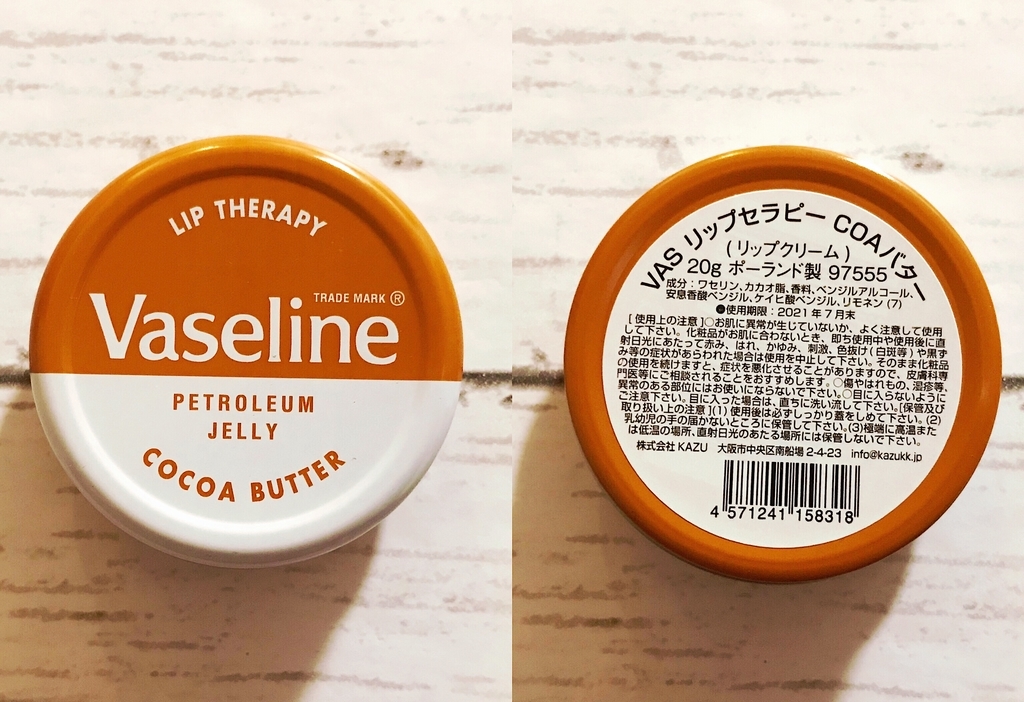 LIP THERAPY
TRADE MARK ®
Vaseline
PETROLEUM
JELLY
COCOA BUTTER
VAS リップセラピー COAバター
(リップクリーム)
20g ポーランド製 97555
成分:ワセリン、カカオ脂、香料、ベンジルアルコール、
安息香酸ベンジル、ケイヒ酸ベンジル、リモネン (7)
●使用期限:2021年7月末
[使用上の注意]○お肌に異常が生じていないか、よく注意して使用
して下さい。化粧品がお肌に合わないとき、即ち使用中や使用後に直
射日光にあたって赤み、はれ、かゆみ、刺激、色抜け(白斑等)や黒ず
み等の症状があらわれた場合は使用を中止して下さい。そのまま化粧品
の使用を続けますと、症状を悪化させることがありますので、皮膚科専
門医等にご相談されることをおすすめします。○傷やはれもの、湿疹等、
異常のある部位にはお使いにならないで下さい。○目に入らないように
ご注意下さい。目に入った場合は、直ちに洗い流して下さい。[保管及び
取り扱い上の注意](1)使用後は必ずしっかり蓋をしめて下さい。(2)
乳幼児の手の届かないところに保管して下さい。(3)極端に高温また
は低温の場所、直射日光のあたる場所には保管しないで下さい。
株式会社 KAZU 大阪市中央区南船場 2-4-23 info@kazukk.jp
4 571241 158318